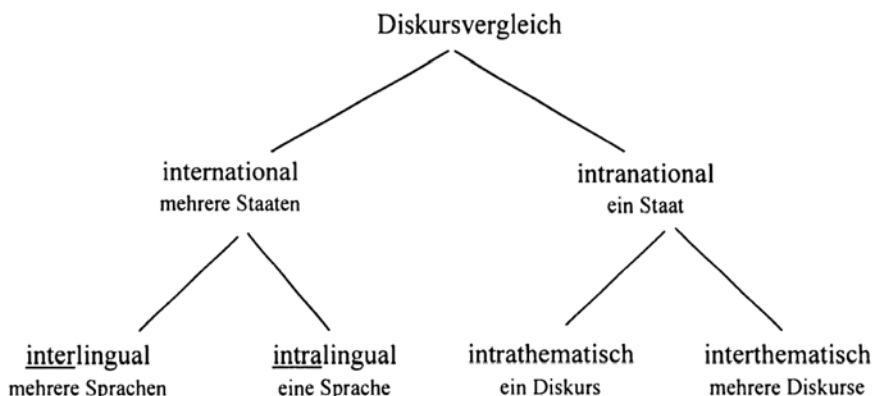 Diskursvergleich
international intranational
mehrere Staaten ein Staat
interlingual intralingual intrathematisch interthematisch
mehrere Sprachen eine Sprache ein Diskurs mehrere Diskurse